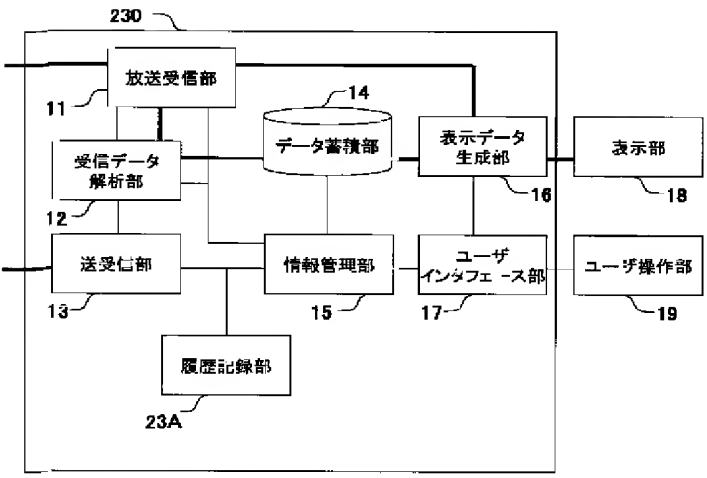 230
放送受信部
11
14
データ蓄積部
表示データ
生成部
16
表示部
18
受信データ
解析部
12
送受信部
13
情報管理部
15
ユーザ
インタフェース部
17
ユーザ操作部
19
履歴記録部
23A